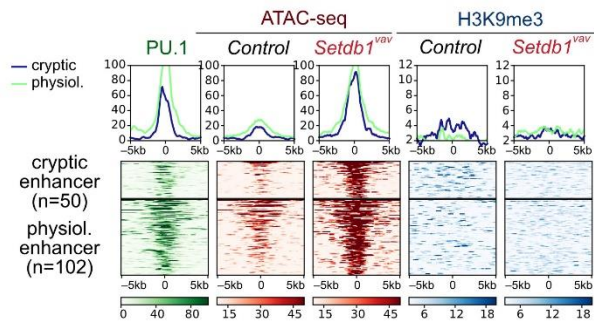 ATAC-seq H3K9me3
PU.1 Control Setdb1vav Control Setdb1vav
cryptic
physiol.
100 100 100 12 12
80 80 80 10 10
60 60 60 8 8
40 40 40 6 6
20 20 20 4 4
0 0 0 2 2
−5kb 0 5kb −5kb 0 5kb −5kb 0 5kb −5kb 0 5kb −5kb 0 5kb
cryptic
enhancer
(n=50)
physiol.
enhancer
(n=102)
−5kb 0 5kb −5kb 0 5kb −5kb 0 5kb −5kb 0 5kb −5kb 0 5kb
0 40 80 15 30 45 15 30 45 6 12 18 6 12 18